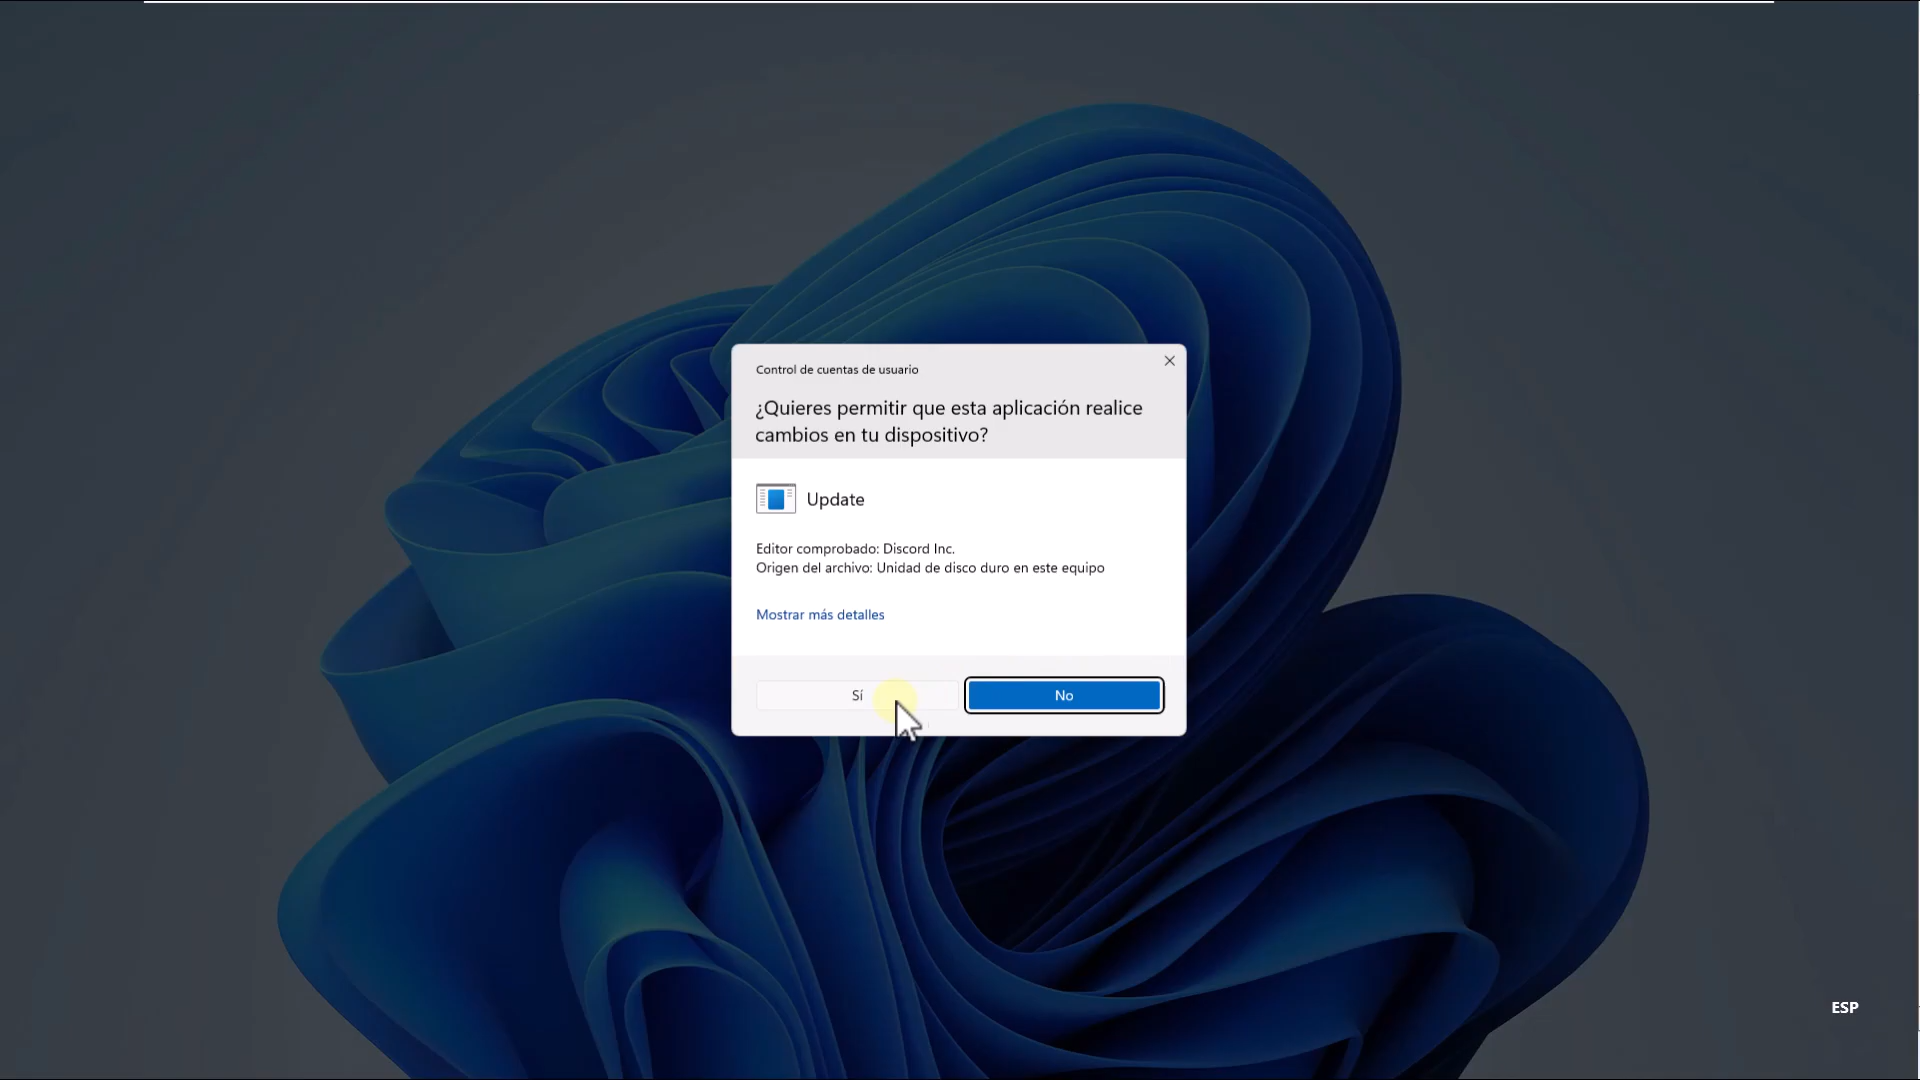 Control de cuentas de usuario
¿Quieres permitir que esta aplicación realice
cambios en tu dispositivo?
Update
Editor comprobado: Discord Inc.
Origen del archivo: Unidad de disco duro en este equipo
Mostrar más detalles
Sí
No
ESP